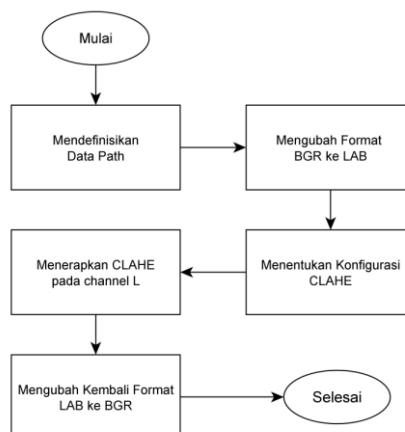 Mulai
Mendefinisikan
Data Path
Mengubah Format
BGR ke LAB
Menentukan Konfigurasi
CLAHE
Menerapkan CLAHE
pada channel L
Mengubah Kembali Format
LAB ke BGR
Selesai